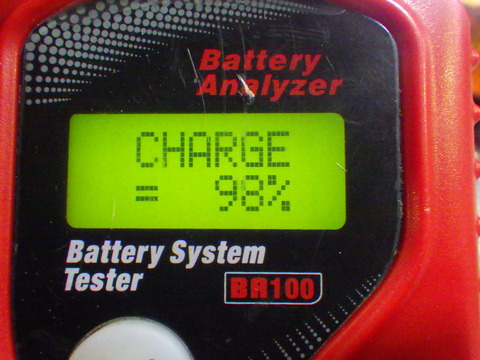 Battery
Analyzer
CHARGE
= 98%
Battery System
Tester
BA100